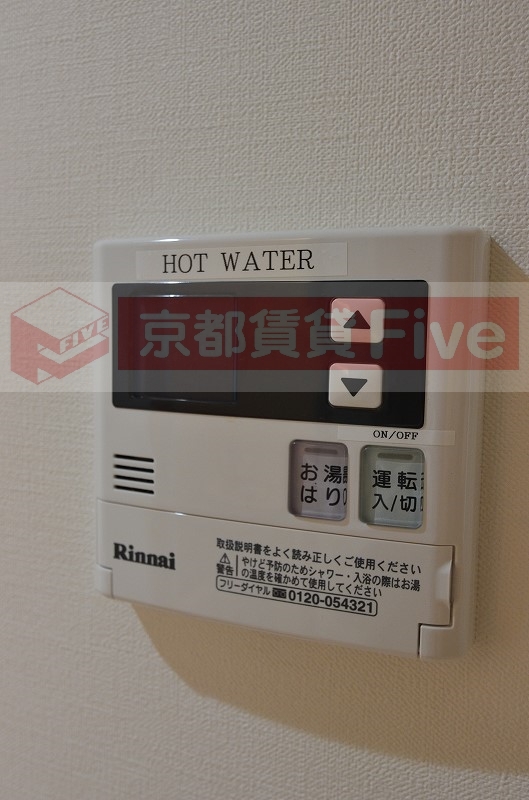 HOT WATER
FIVE 京都賃貸Five
ON/OFF
お湯
はり
運転
入/切
Rinnai
取扱説明書をよく読み正しくご使用ください
警告 やけど予防のためシャワー・入浴の際はお湯
の温度を確かめて使用してください
フリーダイヤル 0120-054321